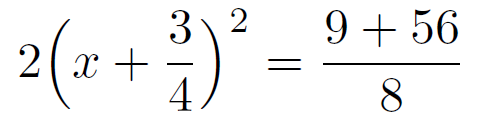 2(x + 3/4)^2 = (9 + 56)/8